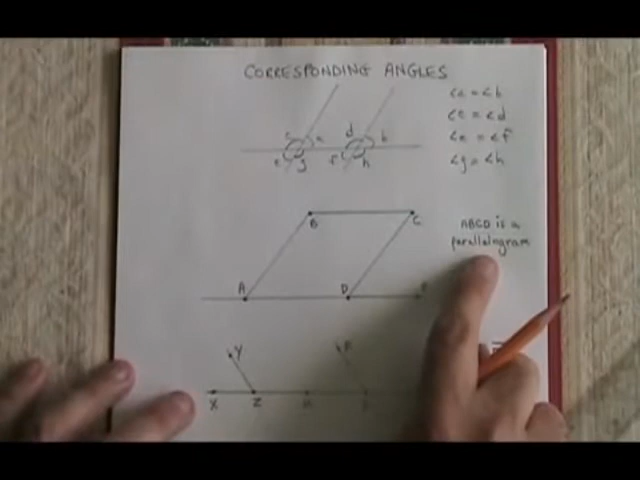 CORRESPONDING ANGLES
∠a = ∠b
∠c = ∠d
∠e = ∠f
∠g = ∠h
c a d b
e g f h
B C
ABCD is a
parallelogram
A D
Y P
X Z